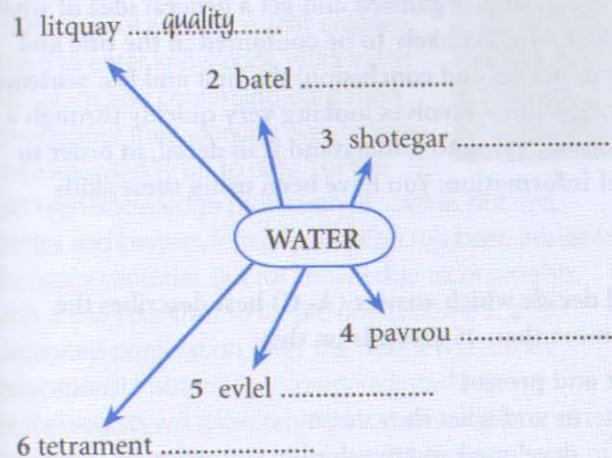 1 litquay ....quality......
2 batel ......................
3 shotegar ......................
WATER
4 pavrou ......................
5 evlel ......................
6 tetrament ......................